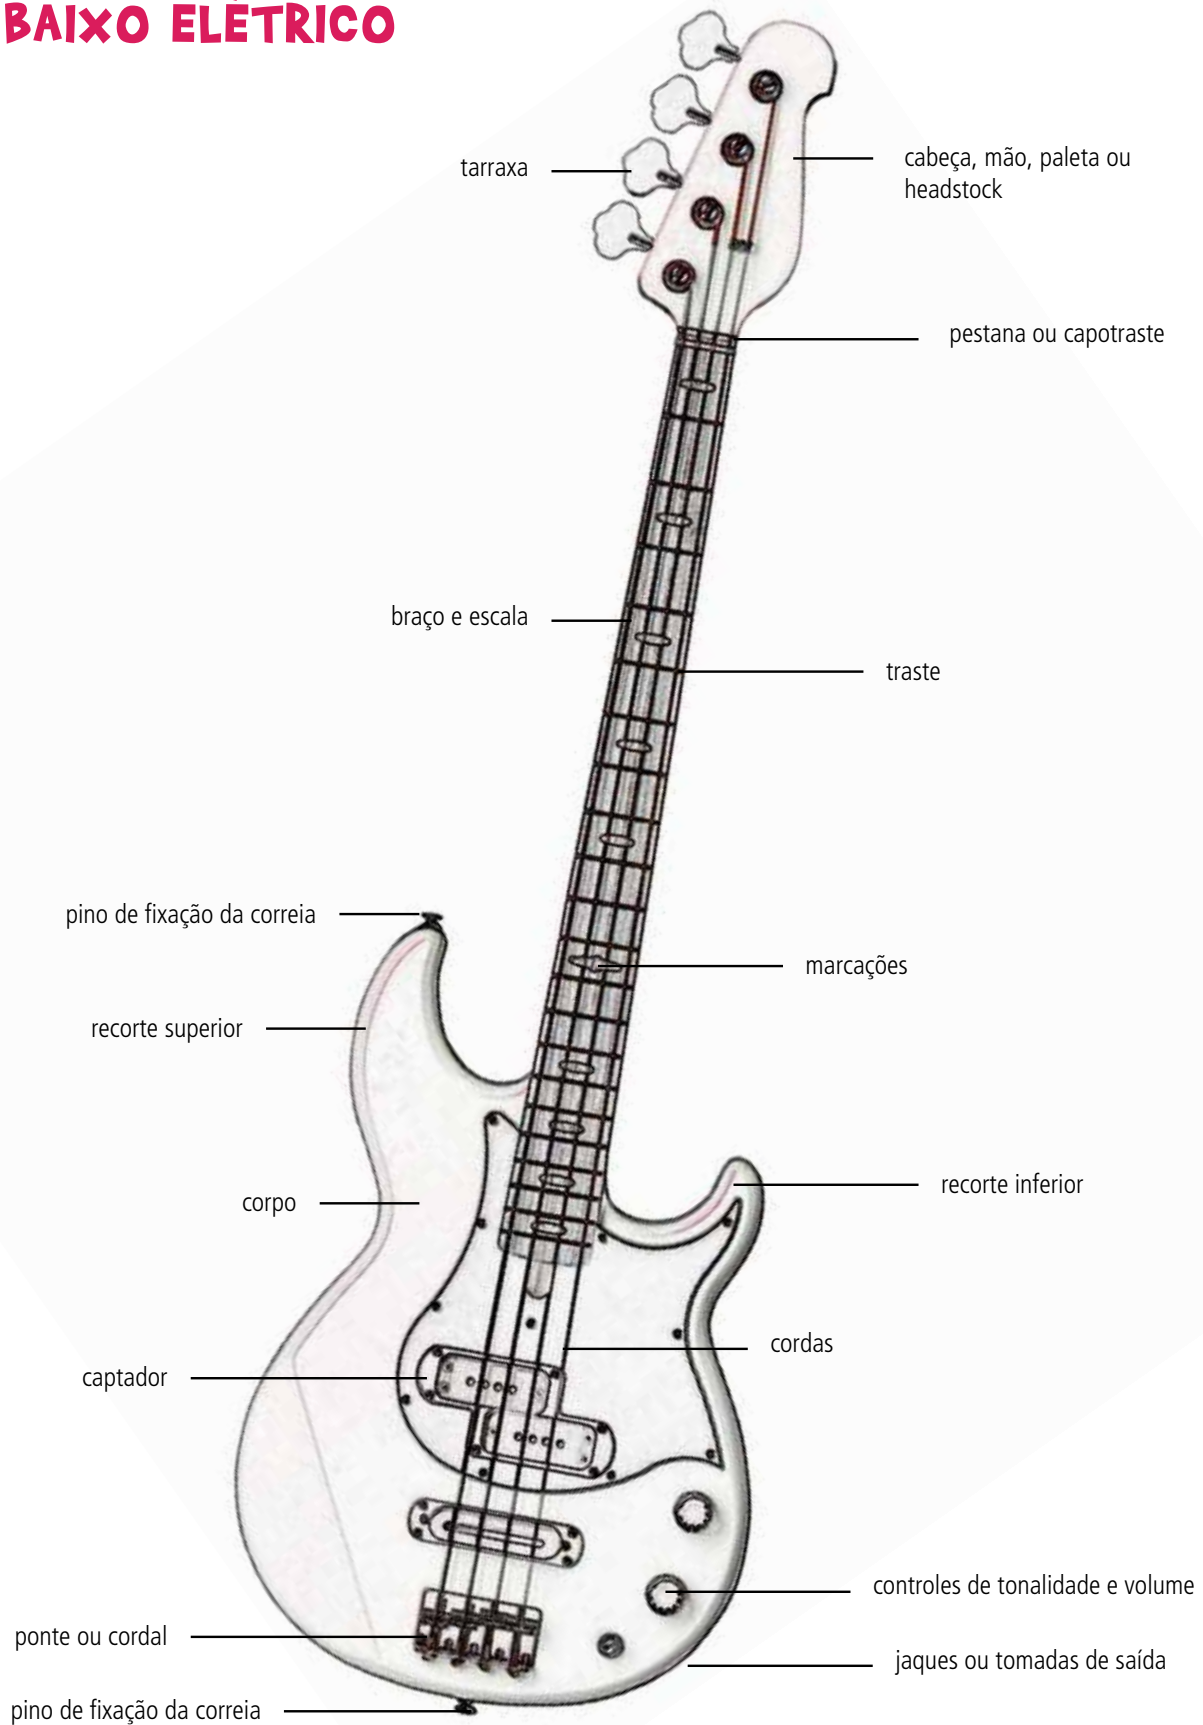 BAIXO ELÉTRICO
tarraxa
cabeça, mão, paleta ou
headstock
pestana ou capotraste
braço e escala
traste
pino de fixação da correia
marcações
recorte superior
recorte inferior
corpo
cordas
captador
controles de tonalidade e volume
ponte ou cordal
jaques ou tomadas de saída
pino de fixação da correia